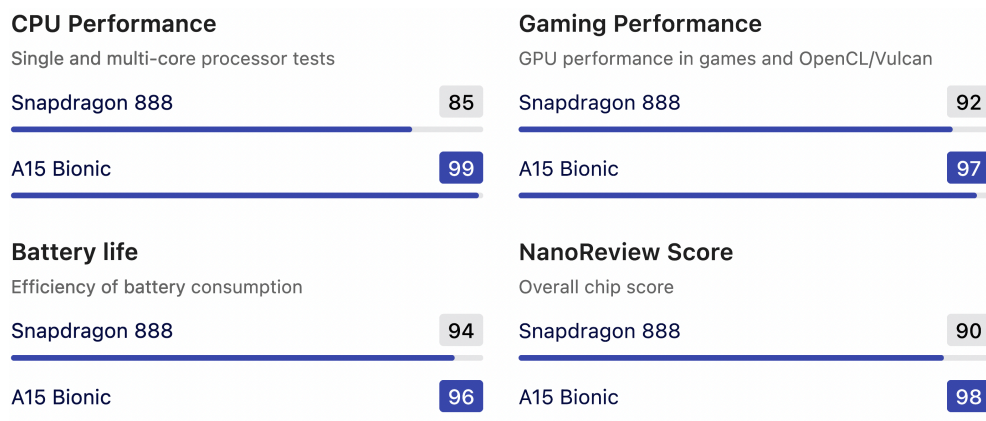 CPU Performance
Single and multi-core processor tests
Snapdragon 888 85
A15 Bionic 99
Gaming Performance
GPU performance in games and OpenCL/Vulcan
Snapdragon 888 92
A15 Bionic 97
Battery life
Efficiency of battery consumption
Snapdragon 888 94
A15 Bionic 96
NanoReview Score
Overall chip score
Snapdragon 888 90
A15 Bionic 98